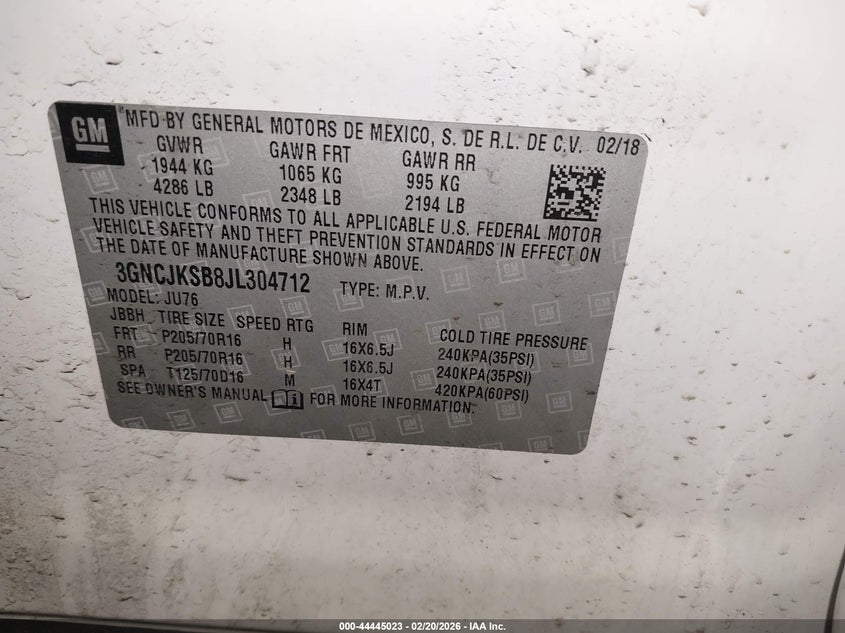 GM
® MFD BY GENERAL MOTORS DE MEXICO, S. DE R.L. DE C.V. 02/18
GVWR GAWR FRT GAWR RR
1944 KG 1065 KG 995 KG
4286 LB 2348 LB 2194 LB
THIS VEHICLE CONFORMS TO ALL APPLICABLE U.S. FEDERAL MOTOR
VEHICLE SAFETY AND THEFT PREVENTION STANDARDS IN EFFECT ON
THE DATE OF MANUFACTURE SHOWN ABOVE.
3GNCJKSB8JL304712 TYPE: M.P.V.
MODEL: JU76
JBBH TIRE SIZE SPEED RTG RIM COLD TIRE PRESSURE
FRT P205/70R16 H 16X6.5J 240KPA(35PSI)
RR P205/70R16 H 16X6.5J 240KPA(35PSI)
SPA T125/70D16 M 16X4T 420KPA(60PSI)
SEE OWNER'S MANUAL FOR MORE INFORMATION.
000-44445023 - 02/20/2026 - IAA Inc.